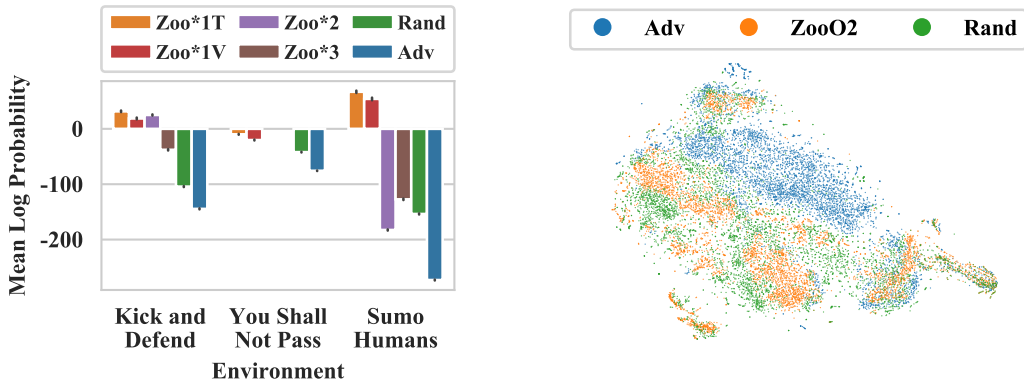 Zoo*1T Zoo*2 Rand
Zoo*1V Zoo*3 Adv
Mean Log Probability
0
-100
-200
Kick and Defend
You Shall Not Pass
Sumo Humans
Environment
Adv ZooO2 Rand